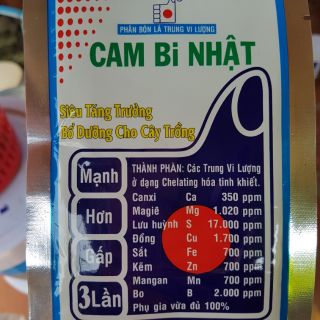 PHÂN BÓN LÁ TRUNG VI LƯỢNG
CAM Bi NHẬT
Siêu Tăng Trưởng
Bổ Dưỡng Cho Cây Trồng
Mạnh
Hơn
Gấp
3 Lần
THÀNH PHẦN: Các Trung Vi Lượng
ở dạng Chelating hóa tinh khiết.
Canxi Ca 350 ppm
Magiê Mg 1.020 ppm
Lưu huỳnh S 17.000 ppm
Đồng Cu 1.700 ppm
Sắt Fe 700 ppm
Kẽm Zn 700 ppm
Mangan Mn 700 ppm
Bo B 2.000 ppm
Phụ gia vừa đủ 100%